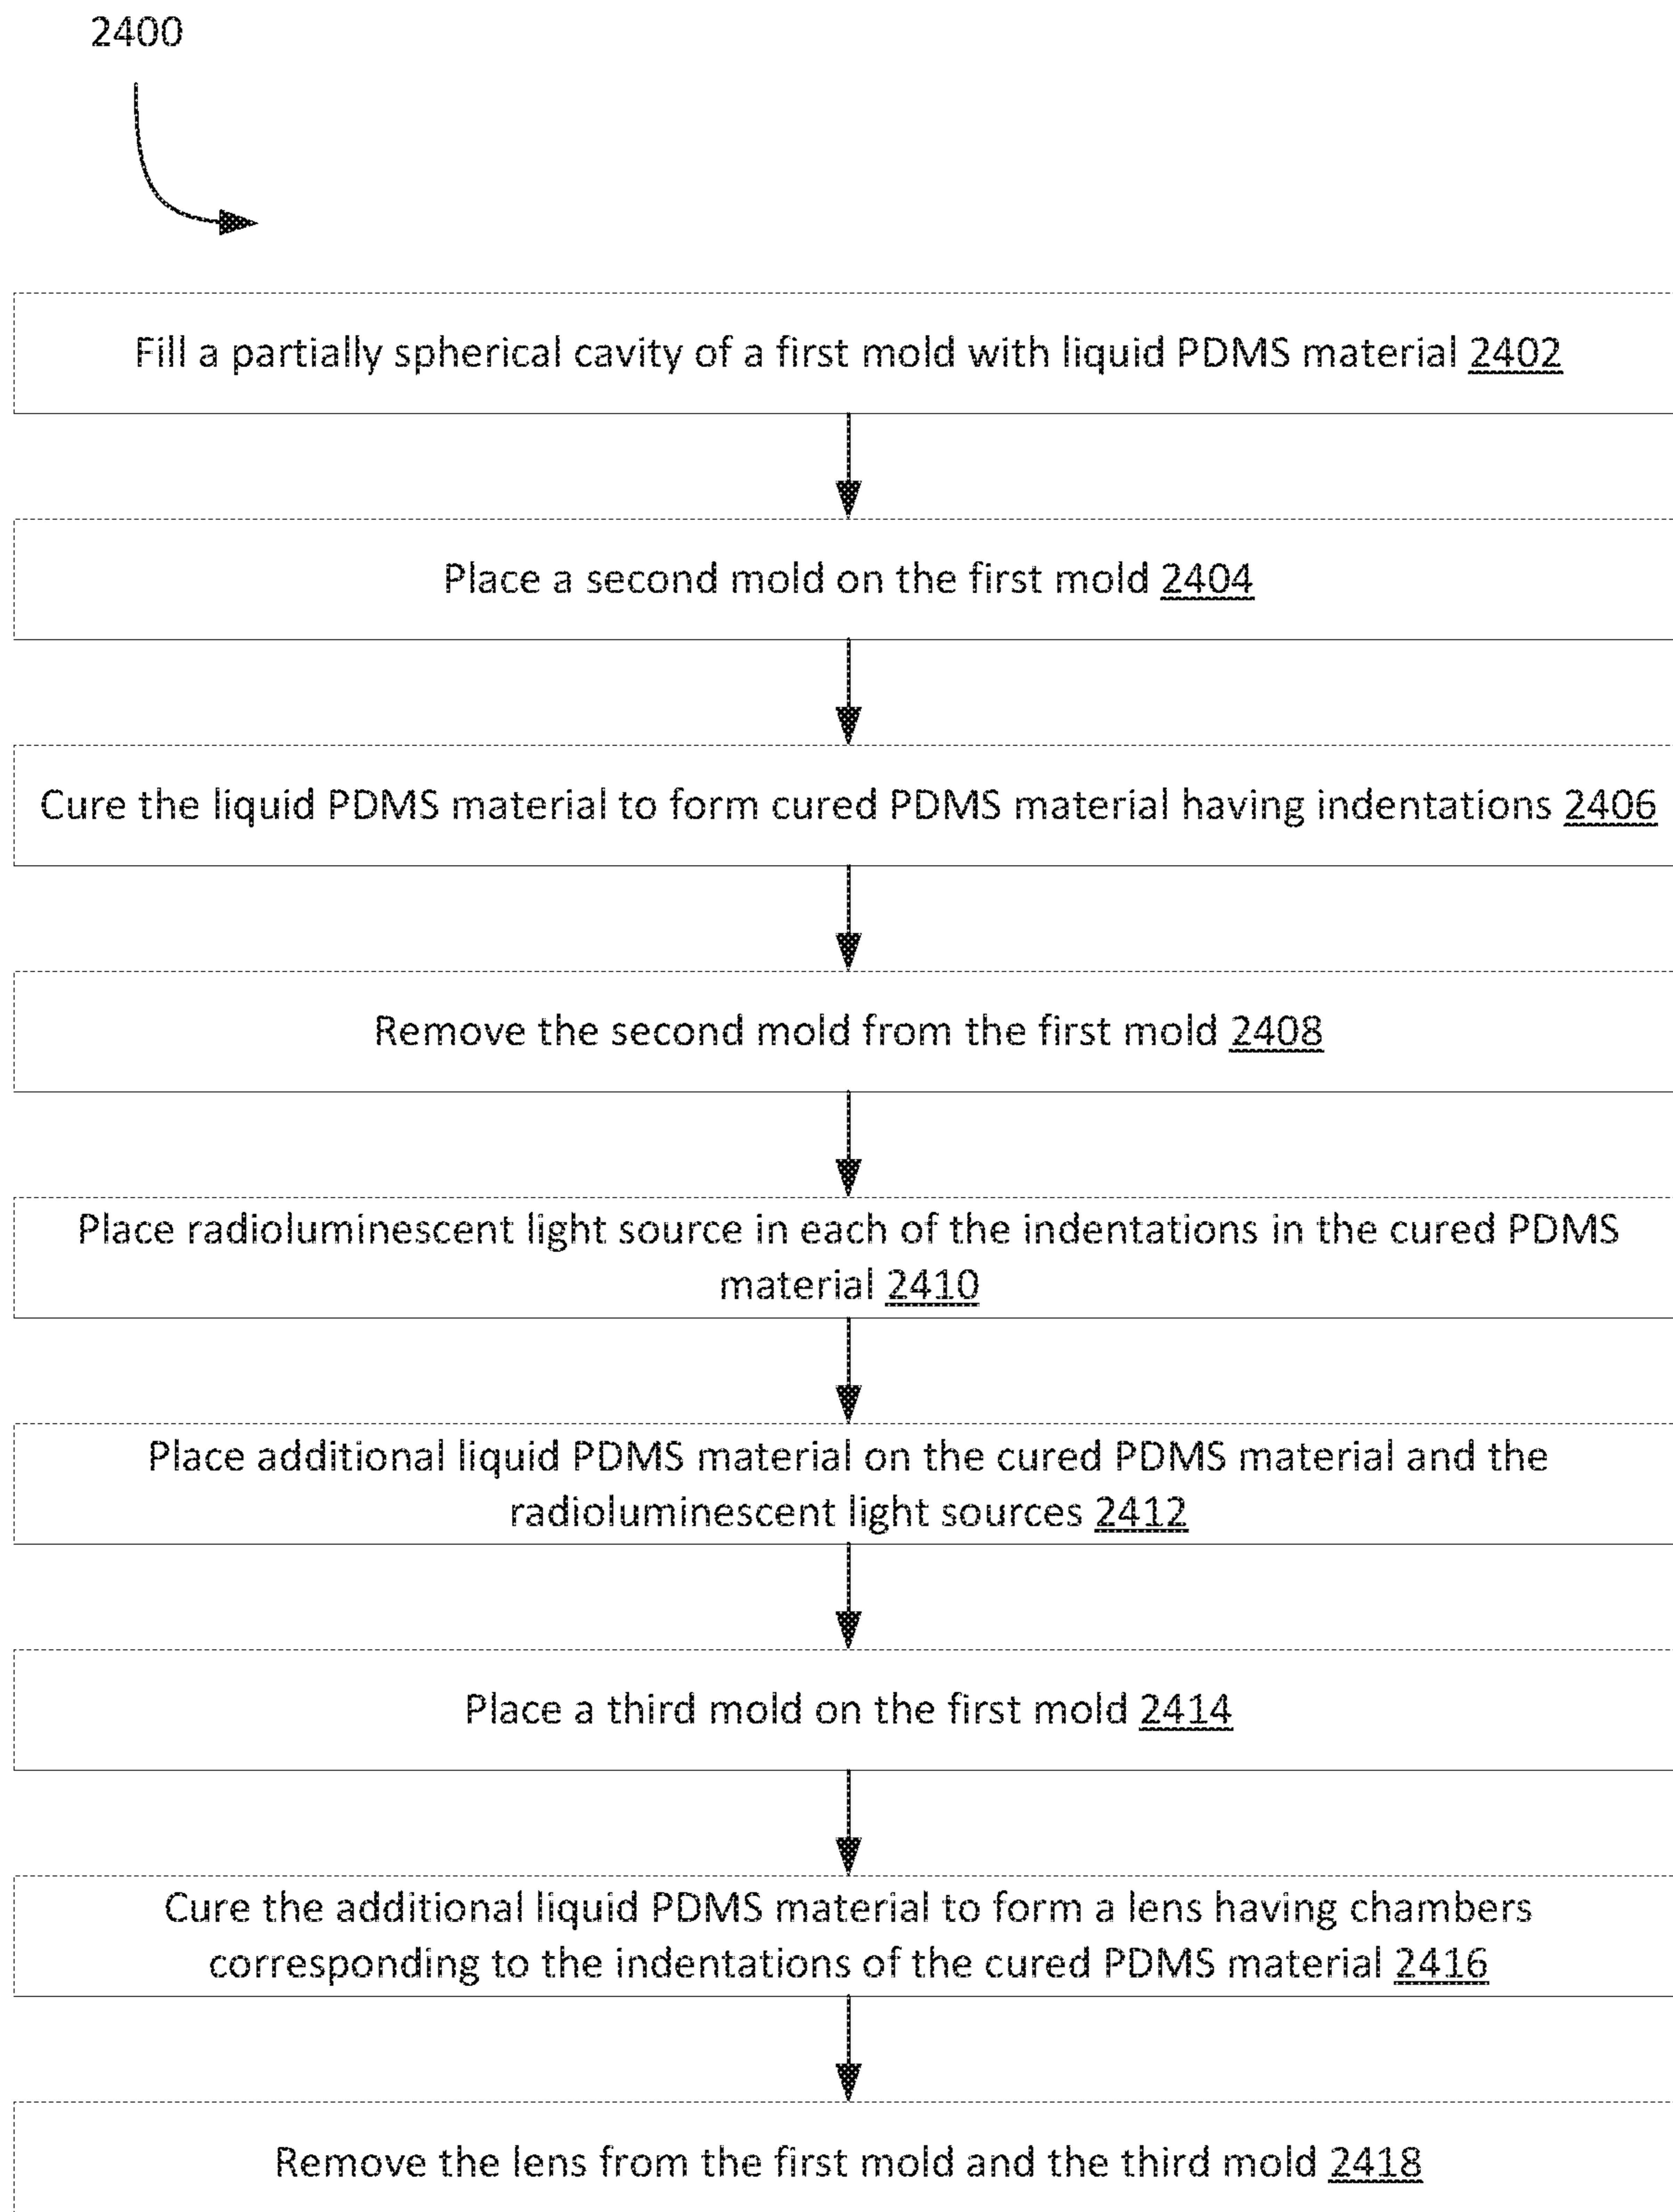 2400
Fill a partially spherical cavity of a first mold with liquid PDMS material 2402
Place a second mold on the first mold 2404
Cure the liquid PDMS material to form cured PDMS material having indentations 2406
Remove the second mold from the first mold 2408
Place radioluminescent light source in each of the indentations in the cured PDMS
material 2410
Place additional liquid PDMS material on the cured PDMS material and the
radioluminescent light sources 2412
Place a third mold on the first mold 2414
Cure the additional liquid PDMS material to form a lens having chambers
corresponding to the indentations of the cured PDMS material 2416
Remove the lens from the first mold and the third mold 2418